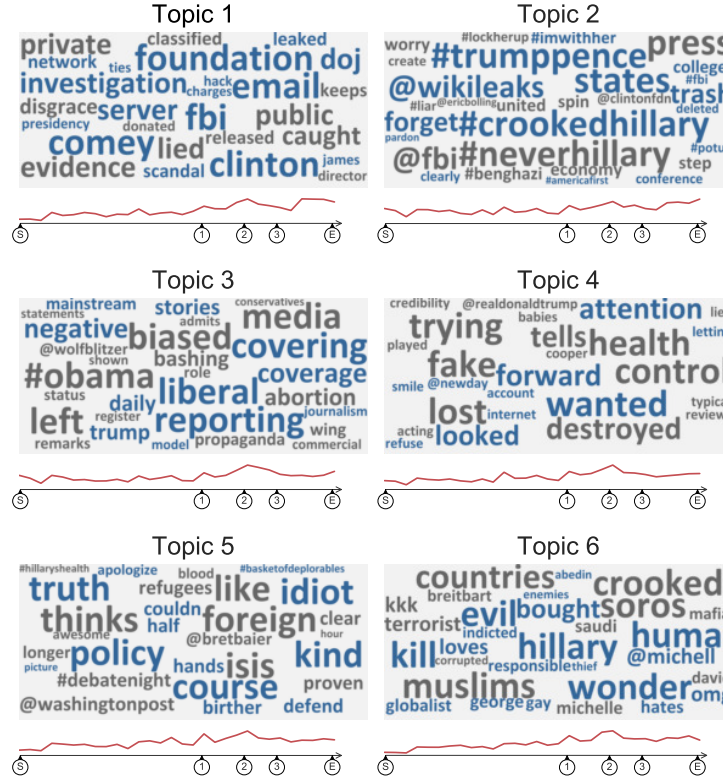 Topic 1
private classified leaked
network ties foundation doj
investigation hack charges email keeps
disgrace server fbi public
presidency donated released caught
comey lied james
evidence scandal clinton director
S 1 2 3 E
Topic 2
worry #lockherup #imwithher press
create #trumppence college
@wikileaks states #fbi trash
#liar @ericbolling united spin @clintonfdn deleted
forget #crookedhillary
pardon #potu
@fbi #neverhillary step
clearly #benghazi economy
#americafirst conference
S 1 2 3 E
Topic 3
mainstream stories conservatives
statements admits media
negative biased
@wolfblitzer shown bashing covering
#obama role coverage
status liberal abortion
daily register journalism
left reporting wing
remarks trump model propaganda commercial
S 1 2 3 E
Topic 4
credibility @realdonaldtrump attention lie
babies
trying tells health lettin
played cooper
fake forward contro
smile @newday account
lost internet wanted typica
acting destroyed review
refuse looked
S 1 2 3 E
Topic 5
#hillaryshealth apologize blood #basketofdeplorables
truth refugees like idiot
thinks couldn foreign clear
awesome half @bretbaier hour
longer policy isis kind
picture hands
#debatenight course proven
@washingtonpost birther defend
S 1 2 3 E
Topic 6
countries abedin crooked
breitbart enemies
kkk evil bought soros mafia
terrorist indicted saudi huma
kill loves hillary @michell
corrupted responsible thief
muslims wonder davi
globalist george gay michelle hates omg
S 1 2 3 E